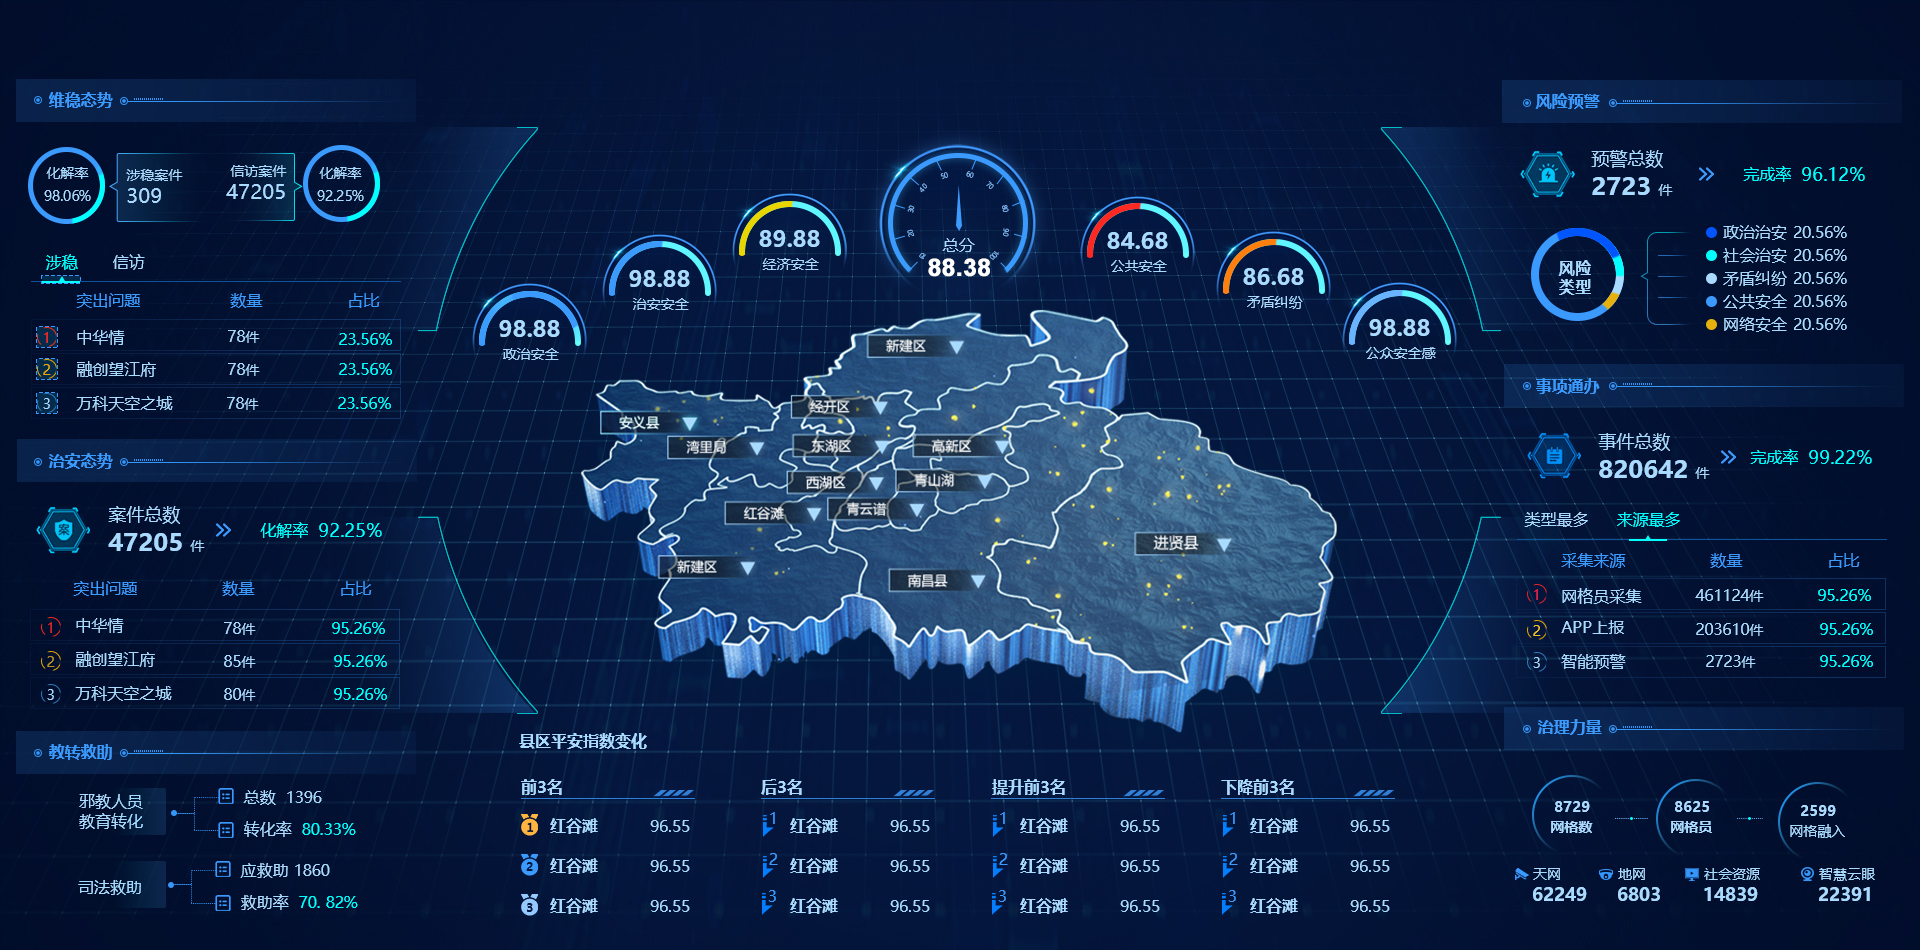 维稳态势
化解率
98.06%
涉稳案件
309
信访案件
47205
化解率
92.25%
涉稳 信访
突出问题 数量 占比
1 中华情 78件 23.56%
2 融创望江府 78件 23.56%
3 万科天空之城 78件 23.56%
治安态势
案
案件总数
47205 件
化解率 92.25%
突出问题 数量 占比
1 中华情 78件 95.26%
2 融创望江府 85件 95.26%
3 万科天空之城 80件 95.26%
教转救助
邪教人员
教育转化
总数 1396
转化率 80.33%
司法救助
应救助 1860
救助率 70. 82%
98.88
政治安全
98.88
治安安全
89.88
经济安全
20 30 40 50 60 70 80 90 100
总分
88.38
84.68
公共安全
86.68
矛盾纠纷
98.88
公众安全感
新建区
安义县
经开区
湾里局
东湖区
高新区
西湖区
青山湖
红谷滩
青云谱
进贤县
新建区
南昌县
县区平安指数变化
前3名
1 红谷滩 96.55
2 红谷滩 96.55
3 红谷滩 96.55
后3名
1 红谷滩 96.55
2 红谷滩 96.55
3 红谷滩 96.55
提升前3名
1 红谷滩 96.55
2 红谷滩 96.55
3 红谷滩 96.55
下降前3名
1 红谷滩 96.55
2 红谷滩 96.55
3 红谷滩 96.55
风险预警
预警总数
2723 件
完成率 96.12%
风险
类型
政治治安 20.56%
社会治安 20.56%
矛盾纠纷 20.56%
公共安全 20.56%
网络安全 20.56%
事项通办
事件总数
820642 件
完成率 99.22%
类型最多 来源最多
采集来源 数量 占比
1 网格员采集 461124件 95.26%
2 APP上报 203610件 95.26%
3 智能预警 2723件 95.26%
治理力量
8729
网格数
8625
网格员
2599
网格融入
天网
62249
地网
6803
社会资源
14839
智慧云眼
22391